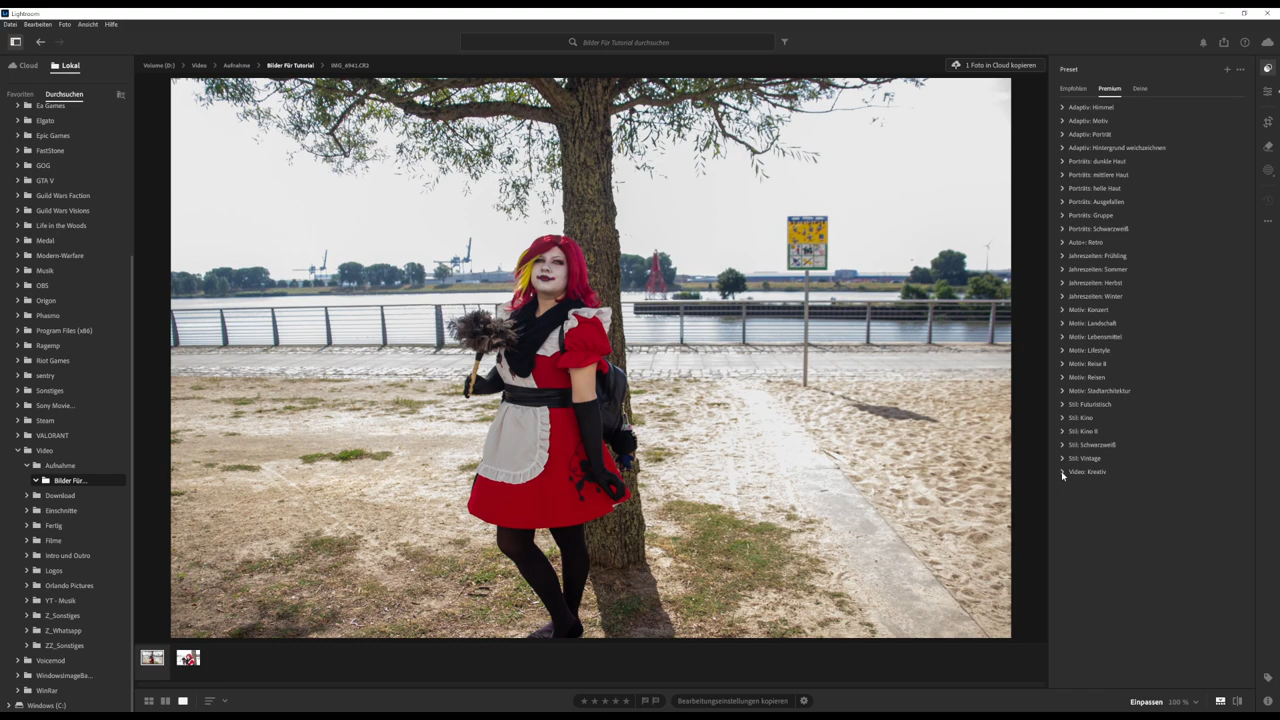 Lightroom
Datei Bearbeiten Foto Ansicht Hilfe
Bilder Für Tutorial durchsuchen
Cloud Lokal
Volume (D:) Video Aufnahme Bilder Für Tutorial IMG_6941.CR2
1 Foto in Cloud kopieren
Favoriten Durchsuchen
Ea Games
Elgato
Epic Games
FastStone
GOG
GTA V
Guild Wars Faction
Guild Wars Visions
Life in the Woods
Medal
Modern-Warfare
Musik
OBS
Origon
Phasmo
Program Files (x86)
Ragemp
Riot Games
sentry
Sonstiges
Sony Movie...
Steam
VALORANT
Video
Aufnahme
Bilder Für...
Download
Einschnitte
Fertig
Filme
Intro und Outro
Logos
Orlando Pictures
YT - Musik
Z_Sonstiges
Z_Whatsapp
ZZ_Sonstiges
Voicemod
WindowsImageBa...
WinRar
Windows (C:)
Preset
Empfohlen Premium Deine
Adaptiv: Himmel
Adaptiv: Motiv
Adaptiv: Porträt
Adaptiv: Hintergrund weichzeichnen
Porträts: dunkle Haut
Porträts: mittlere Haut
Porträts: helle Haut
Porträts: Ausgefallen
Porträts: Gruppe
Porträts: Schwarzweiß
Auto+: Retro
Jahreszeiten: Frühling
Jahreszeiten: Sommer
Jahreszeiten: Herbst
Jahreszeiten: Winter
Motiv: Konzert
Motiv: Landschaft
Motiv: Lebensmittel
Motiv: Lifestyle
Motiv: Reise II
Motiv: Reisen
Motiv: Stadtarchitektur
Stil: Futuristisch
Stil: Kino
Stil: Kino II
Stil: Schwarzweiß
Stil: Vintage
Video: Kreativ
Bearbeitungseinstellungen kopieren
Einpassen 100 %